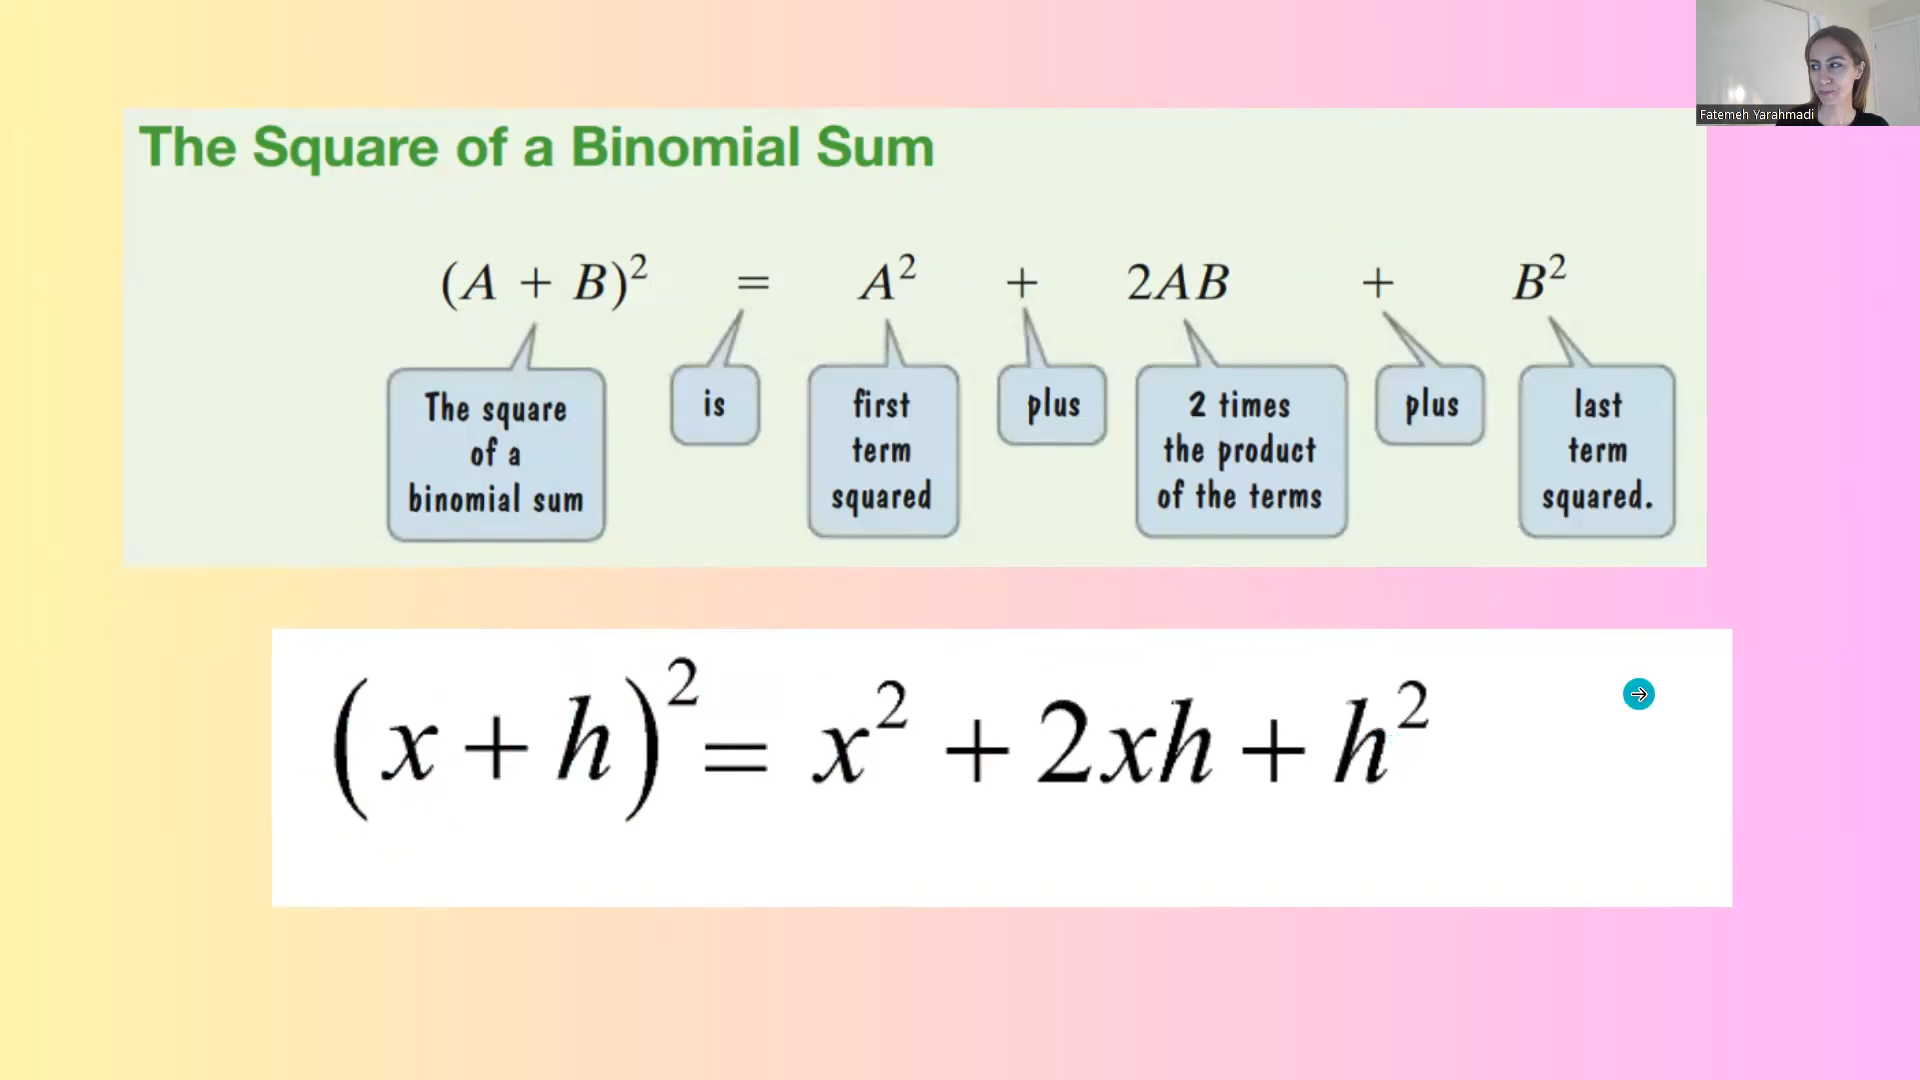 Fatemeh Yarahmadi
The Square of a Binomial Sum
(A + B)² = A² + 2AB + B²
The square
of a
binomial sum
is
first
term
squared
plus
2 times
the product
of the terms
plus
last
term
squared.
(x + h)² = x² + 2xh + h²